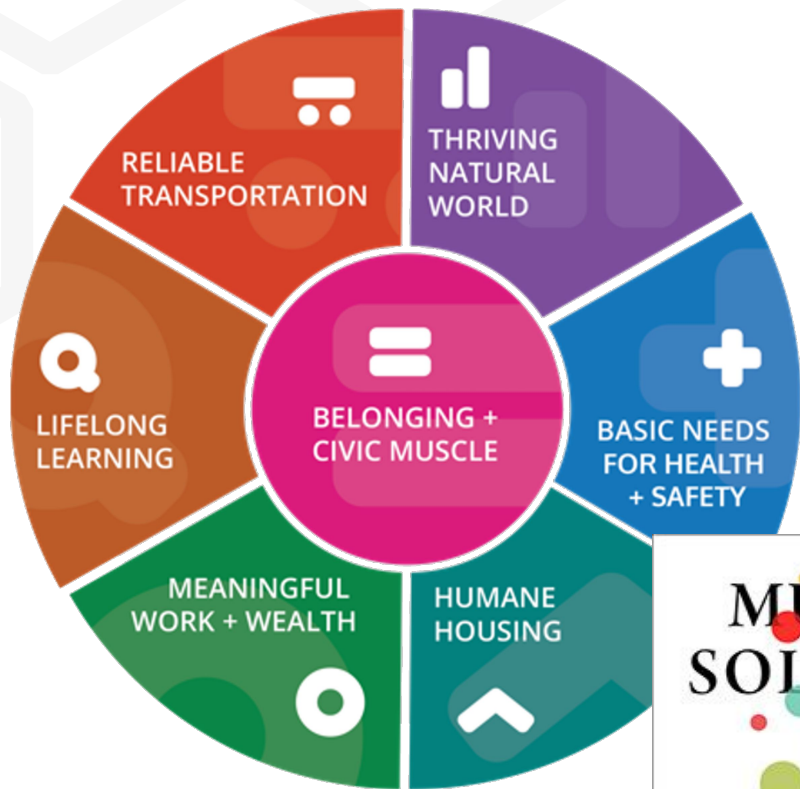 THRIVING
NATURAL
WORLD
BASIC NEEDS
FOR HEALTH
+ SAFETY
HUMANE
HOUSING
MEANINGFUL
WORK + WEALTH
LIFELONG
LEARNING
RELIABLE
TRANSPORTATION
BELONGING +
CIVIC MUSCLE